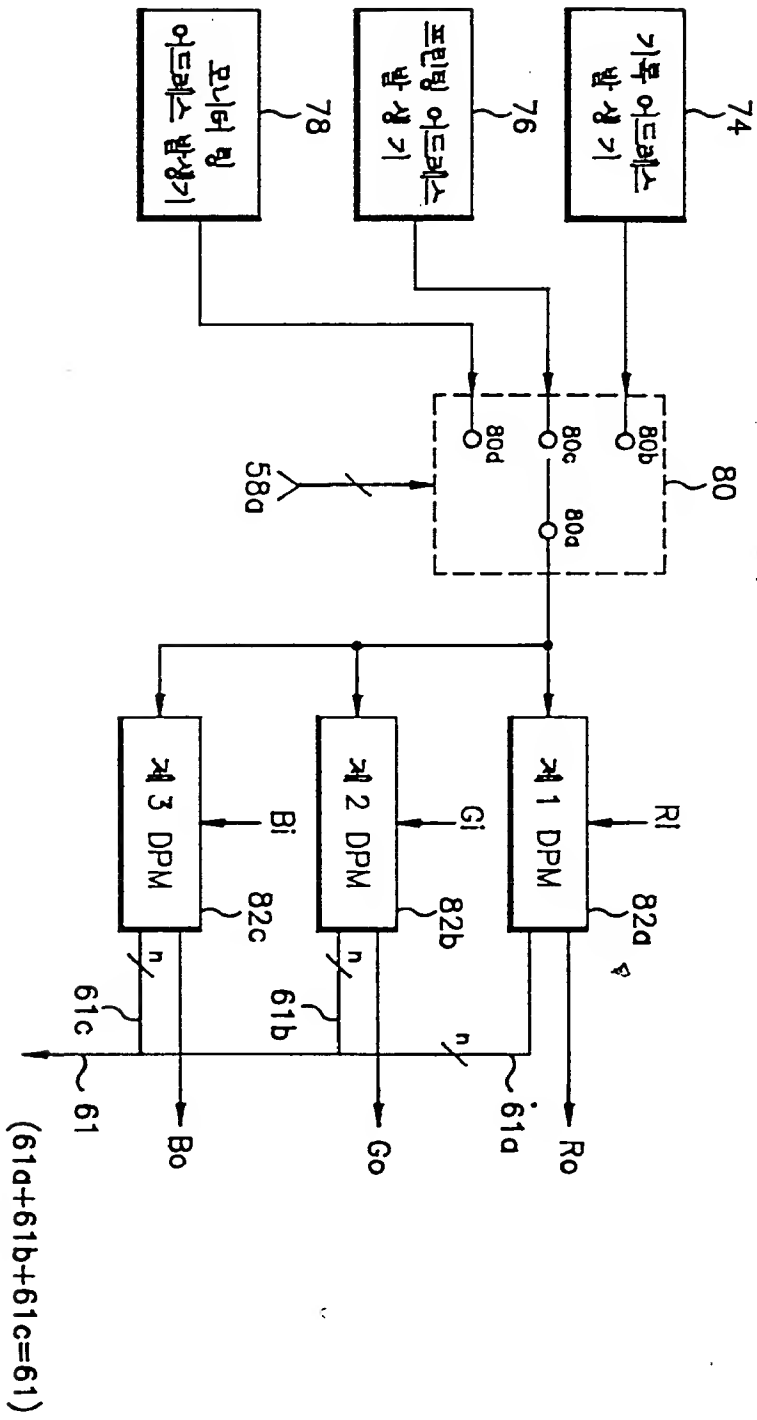 74
기록 어드레스
발생기
76
프린팅 어드레스
발생기
78
모니터링
어드레스 발생기
80
80b
80c
80a
80d
58a
RI
제 1 DPM
82a
Ro
n
61a
Gi
제 2 DPM
82b
Go
n
61b
Bi
제 3 DPM
82c
Bo
n
61c
61
(61a+61b+61c=61)